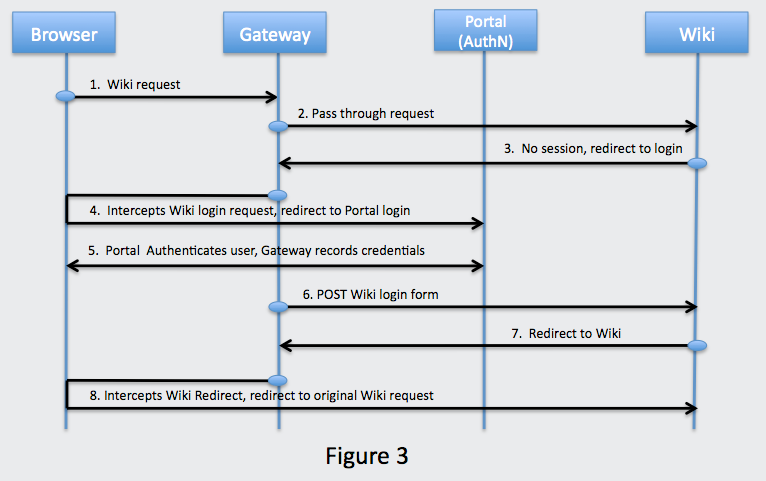 Browser
Gateway
Portal
(AuthN)
Wiki
1. Wiki request
2. Pass through request
3. No session, redirect to login
4. Intercepts Wiki login request, redirect to Portal login
5. Portal Authenticates user, Gateway records credentials
6. POST Wiki login form
7. Redirect to Wiki
8. Intercepts Wiki Redirect, redirect to original Wiki request
Figure 3